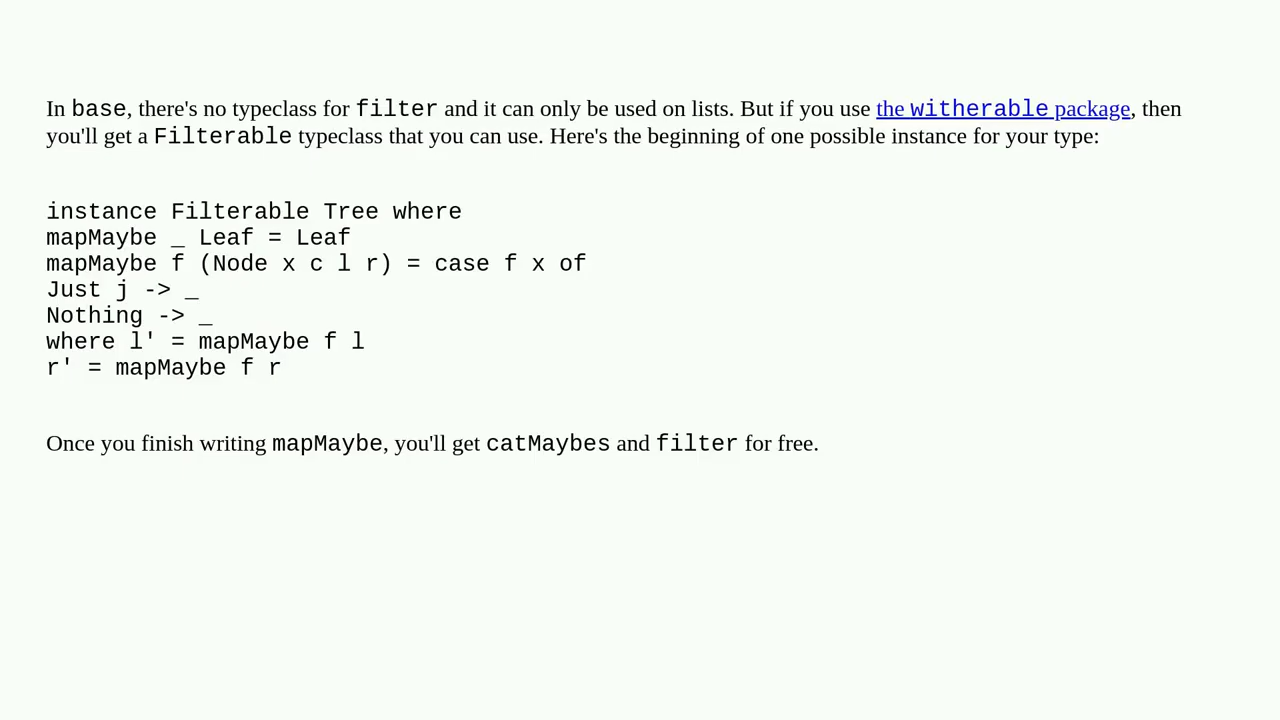 In base, there's no typeclass for filter and it can only be used on lists. But if you use the witherable package, then
you'll get a Filterable typeclass that you can use. Here's the beginning of one possible instance for your type:
instance Filterable Tree where
mapMaybe _ Leaf = Leaf
mapMaybe f (Node x c l r) = case f x of
Just j -> _
Nothing -> _
where l' = mapMaybe f l
r' = mapMaybe f r
Once you finish writing mapMaybe, you'll get catMaybes and filter for free.